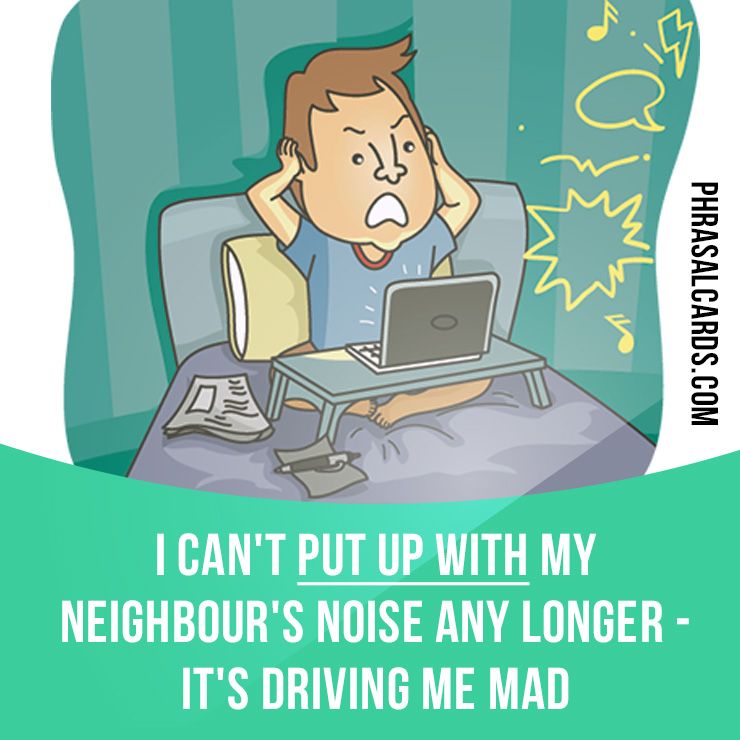 PHRASALCARDS.COM
I CAN'T PUT UP WITH MY
NEIGHBOUR'S NOISE ANY LONGER -
IT'S DRIVING ME MAD